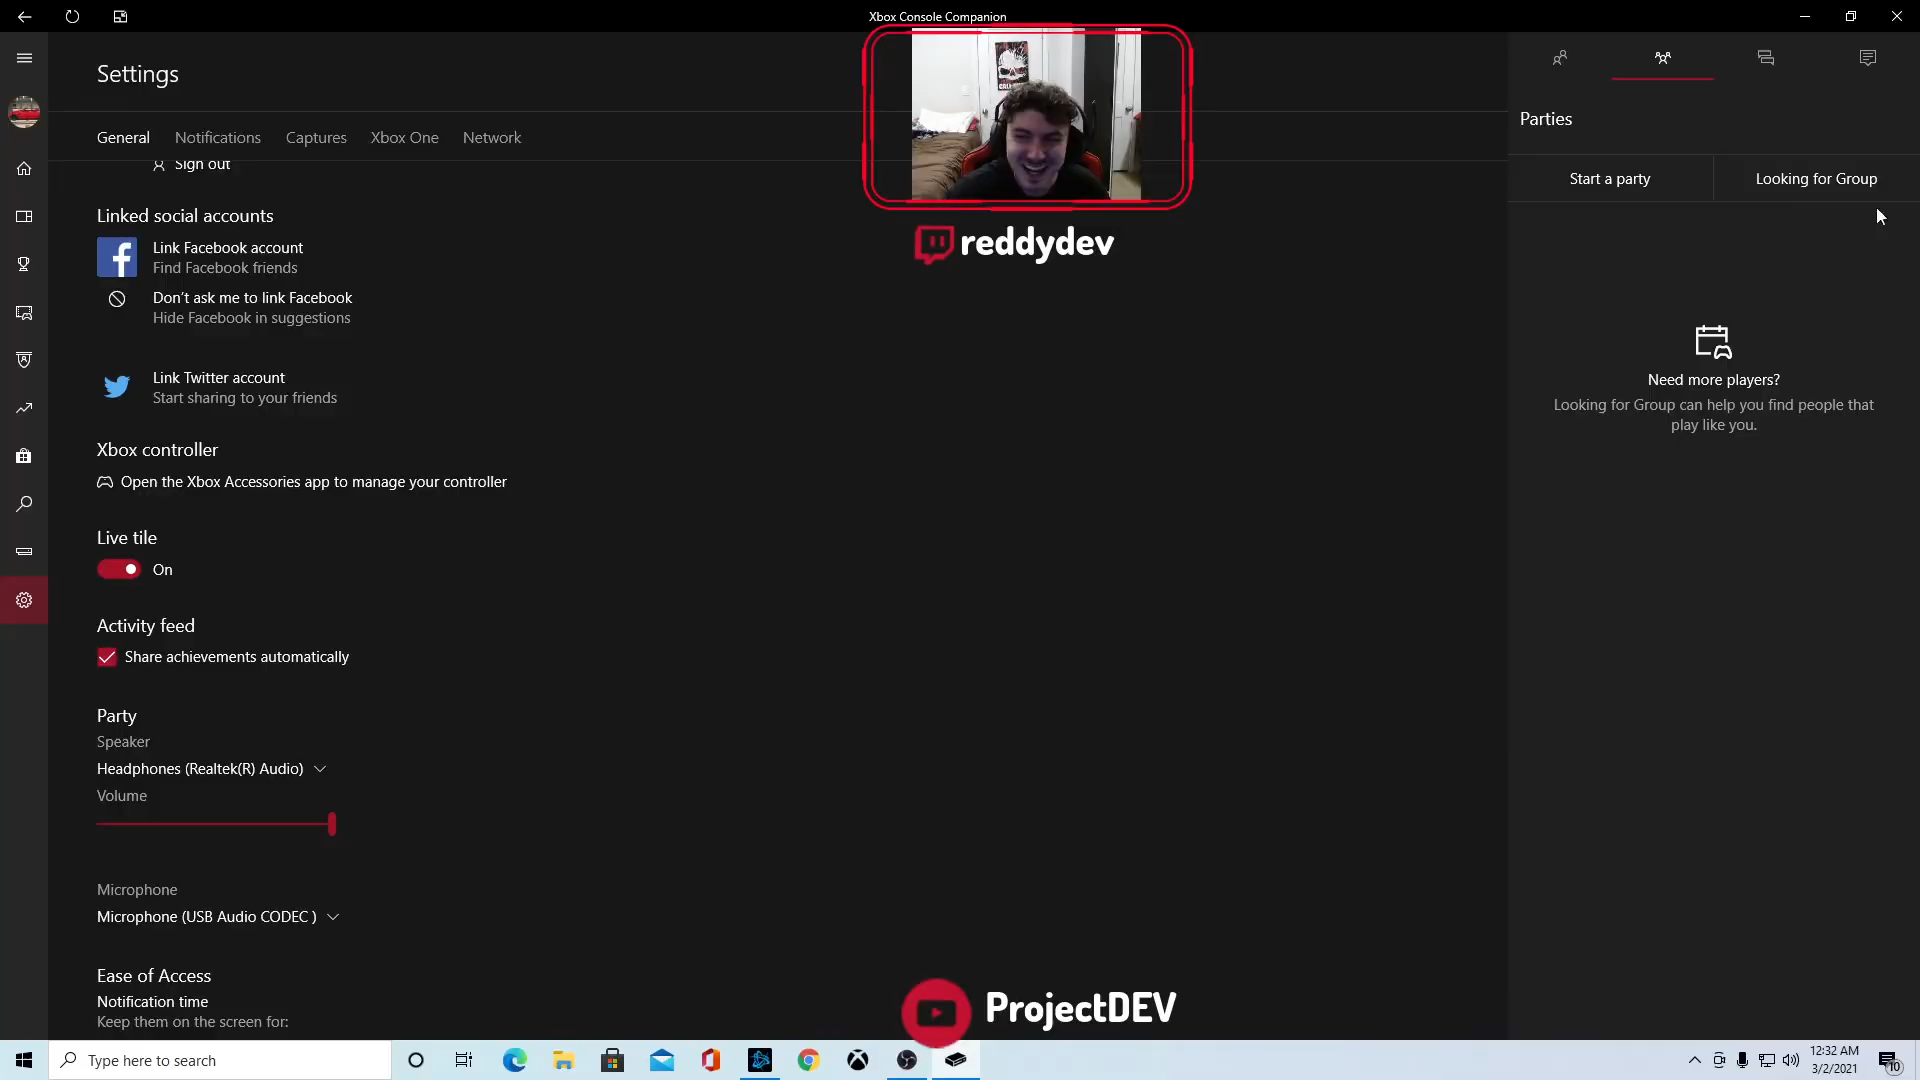 Xbox Console Companion
Settings
General Notifications Captures Xbox One Network
Sign out
Linked social accounts
Link Facebook account
Find Facebook friends
Don't ask me to link Facebook
Hide Facebook in suggestions
Link Twitter account
Start sharing to your friends
Xbox controller
Open the Xbox Accessories app to manage your controller
Live tile
On
Activity feed
Share achievements automatically
Party
Speaker
Headphones (Realtek(R) Audio)
Volume
Microphone
Microphone (USB Audio CODEC )
Ease of Access
Notification time
Keep them on the screen for:
reddydev
ProjectDEV
Parties
Start a party Looking for Group
Need more players?
Looking for Group can help you find people that
play like you.
Type here to search
12:32 AM
3/2/2021
10